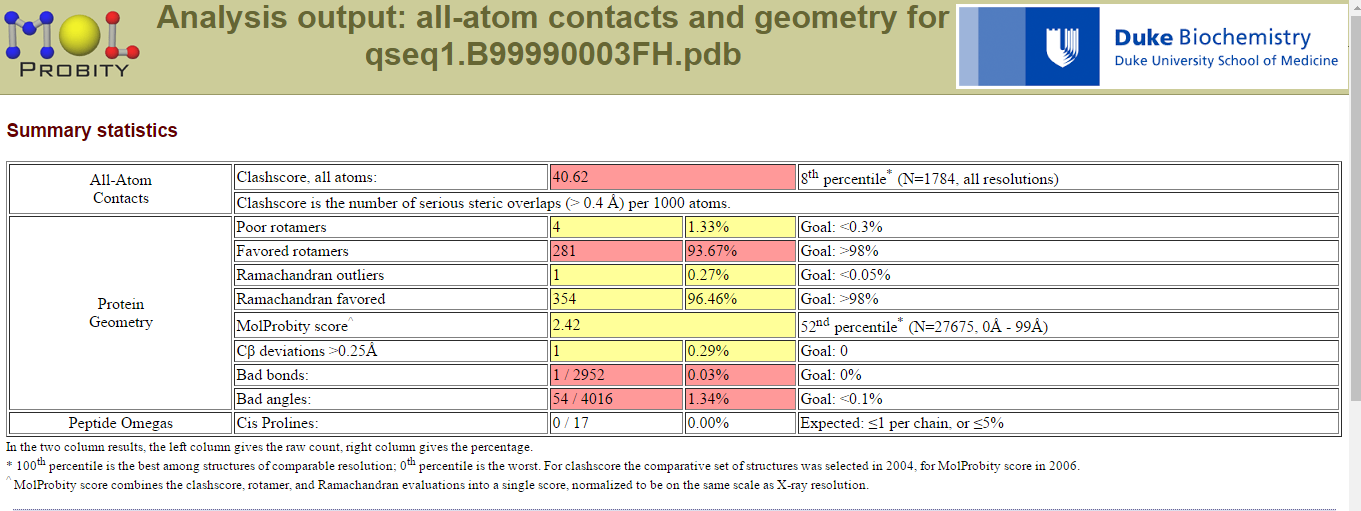 MOL
PROBITY
Analysis output: all-atom contacts and geometry for
qseq1.B99990003FH.pdb
Duke Biochemistry
Duke University School of Medicine
Summary statistics
All-Atom
Contacts
Clashscore, all atoms: 40.62 8th percentile* (N=1784, all resolutions)
Clashscore is the number of serious steric overlaps (> 0.4 Å) per 1000 atoms.
Protein
Geometry
Poor rotamers 4 1.33% Goal: <0.3%
Favored rotamers 281 93.67% Goal: >98%
Ramachandran outliers 1 0.27% Goal: <0.05%
Ramachandran favored 354 96.46% Goal: >98%
MolProbity score^ 2.42 52nd percentile* (N=27675, 0Å - 99Å)
Cβ deviations >0.25Å 1 0.29% Goal: 0
Bad bonds: 1 / 2952 0.03% Goal: 0%
Bad angles: 54 / 4016 1.34% Goal: <0.1%
Peptide Omegas Cis Prolines: 0 / 17 0.00% Expected: ≤1 per chain, or ≤5%
In the two column results, the left column gives the raw count, right column gives the percentage.
* 100th percentile is the best among structures of comparable resolution; 0th percentile is the worst. For clashscore the comparative set of structures was selected in 2004, for MolProbity score in 2006.
^ MolProbity score combines the clashscore, rotamer, and Ramachandran evaluations into a single score, normalized to be on the same scale as X-ray resolution.